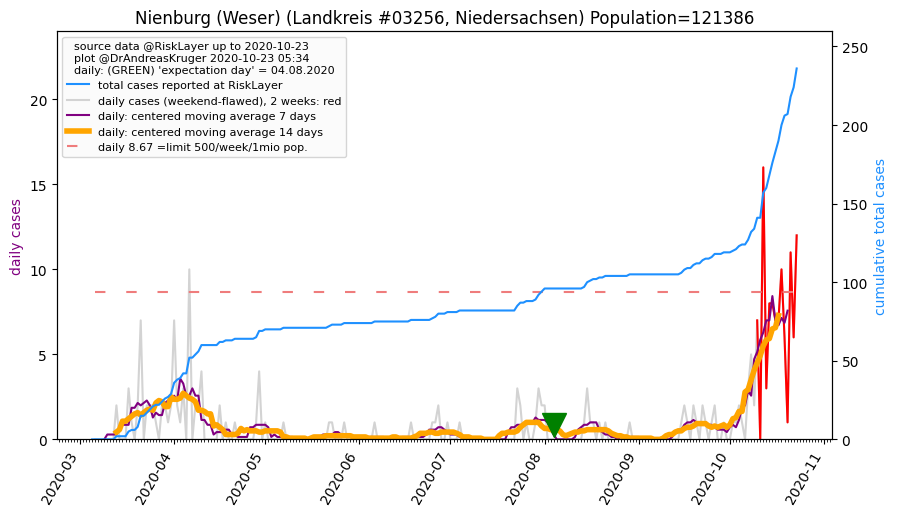 Nienburg (Weser) (Landkreis #03256, Niedersachsen) Population=121386
source data @RiskLayer up to 2020-10-23
plot @DrAndreasKruger 2020-10-23 05:34
daily: (GREEN) 'expectation day' = 04.08.2020
total cases reported at RiskLayer
daily cases (weekend-flawed), 2 weeks: red
daily: centered moving average 7 days
daily: centered moving average 14 days
daily 8.67 =limit 500/week/1mio pop.
daily cases
0
5
10
15
20
cumulative total cases
0
50
100
150
200
250
2020-03
2020-04
2020-05
2020-06
2020-07
2020-08
2020-09
2020-10
2020-11